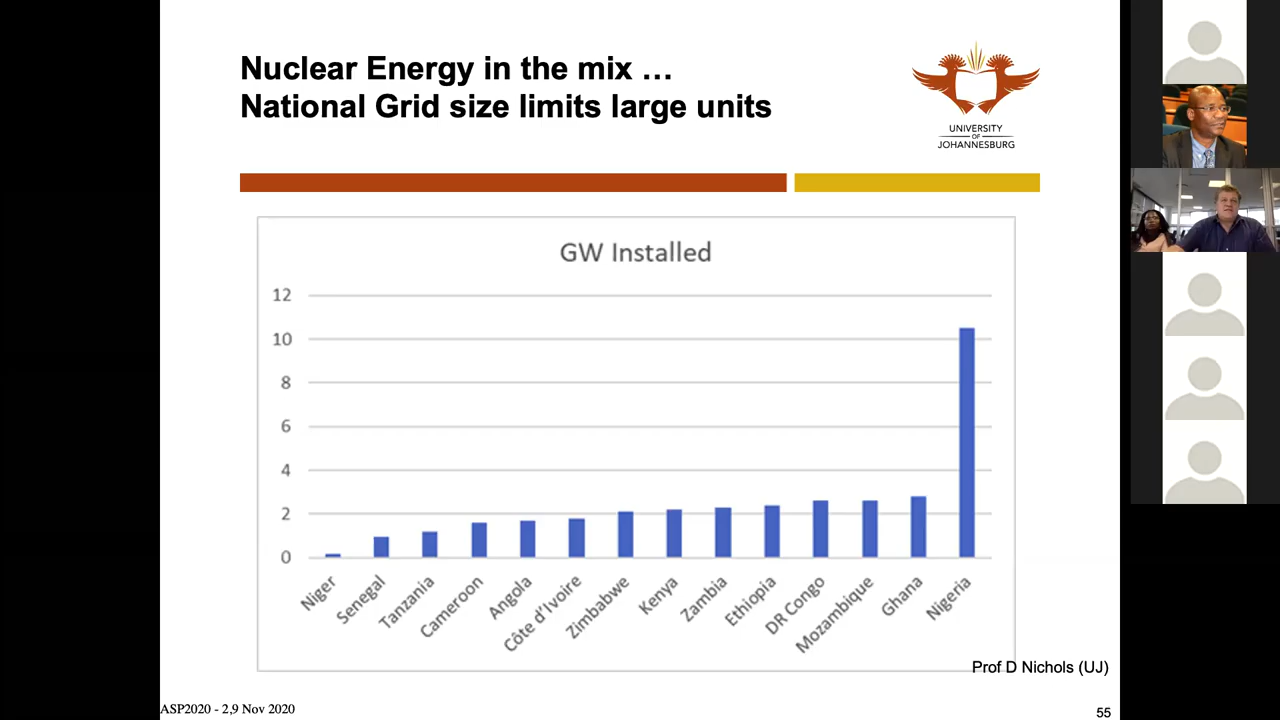 Nuclear Energy in the mix …
National Grid size limits large units
UNIVERSITY
OF
JOHANNESBURG
GW Installed
12
10
8
6
4
2
0
Niger
Senegal
Tanzania
Cameroon
Angola
Côte d'Ivoire
Zimbabwe
Kenya
Zambia
Ethiopia
DR Congo
Mozambique
Ghana
Nigeria
Prof D Nichols (UJ)
ASP2020 - 2,9 Nov 2020
55